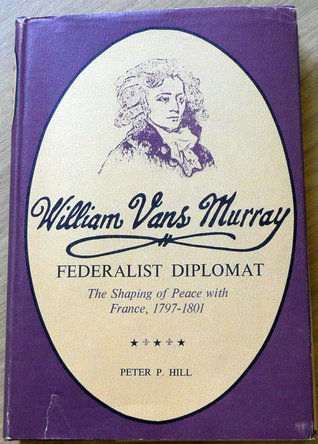 William Vans Murray
FEDERALIST DIPLOMAT
The Shaping of Peace with
France, 1797-1801
PETER P. HILL